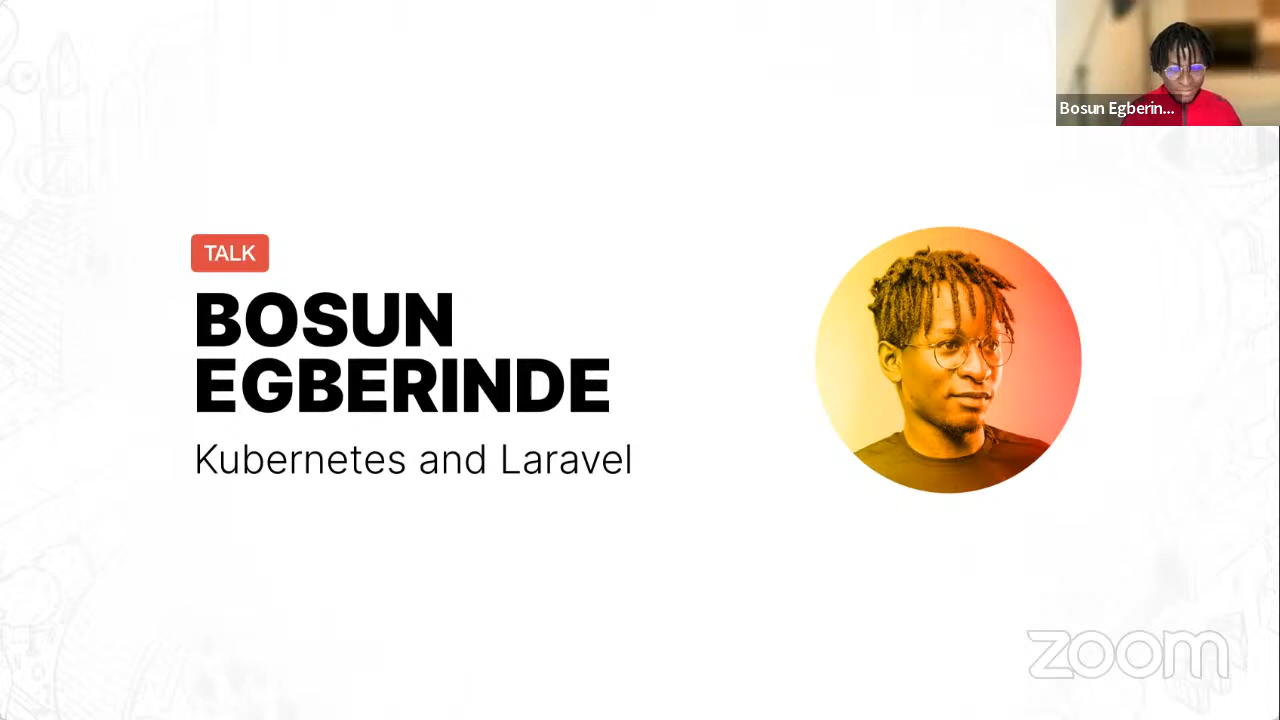 Bosun Egberin...
TALK
BOSUN
EGBERINDE
Kubernetes and Laravel
zoom